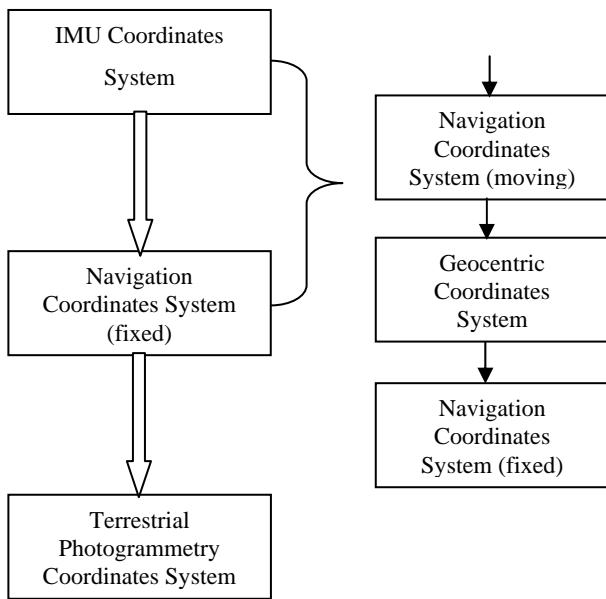 IMU Coordinates
System
Navigation
Coordinates System
(fixed)
Terrestrial
Photogrammetry
Coordinates System
Navigation
Coordinates
System (moving)
Geocentric
Coordinates
System
Navigation
Coordinates
System (fixed)